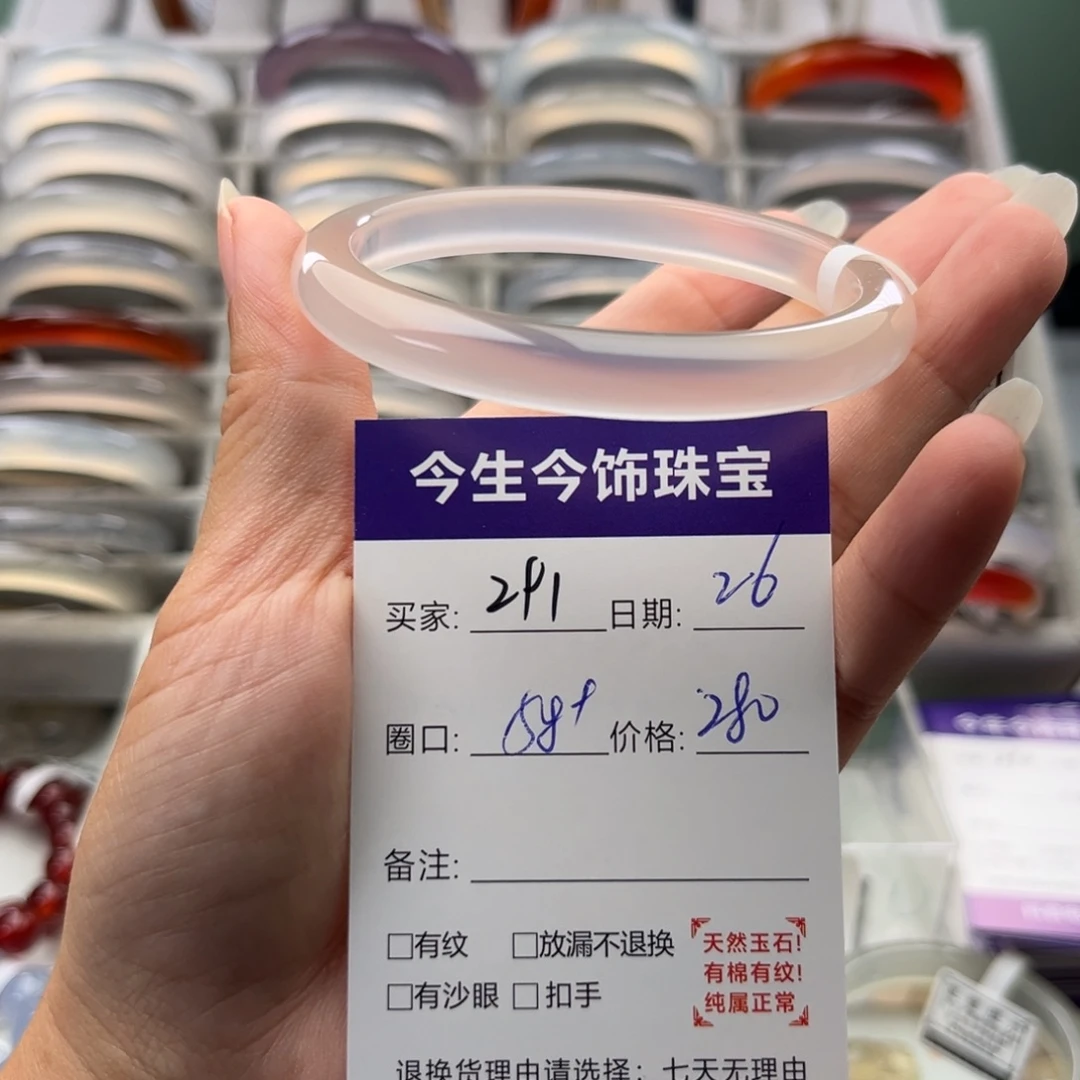 今生今饰珠宝
买家: 291 日期: 26
圈口: 58+ 价格: 280
备注:
□有纹 □放漏不退换
□有沙眼 □扣手
天然玉石!
有棉有纹!
纯属正常
退换货理由请选择：七天无理由